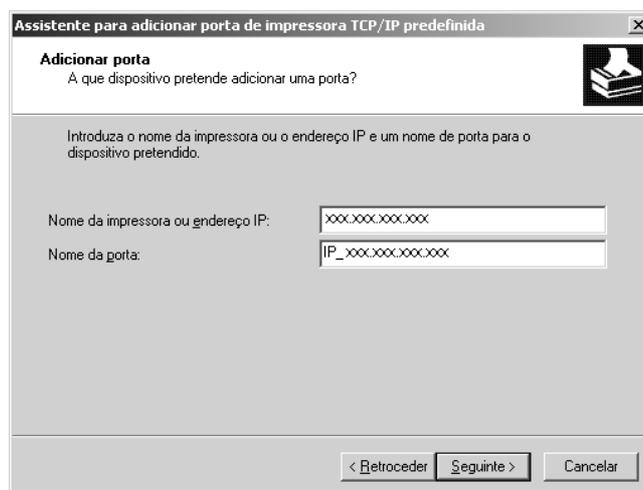 Assistente para adicionar porta de impressora TCP/IP predefinida
Adicionar porta
A que dispositivo pretende adicionar uma porta?
Introduza o nome da impressora ou o endereço IP e um nome de porta para o
dispositivo pretendido.
Nome da impressora ou endereço IP: xxx.xxx.xxx.xxx
Nome da porta: IP_xxx.xxx.xxx.xxx
< Retroceder Seguinte > Cancelar